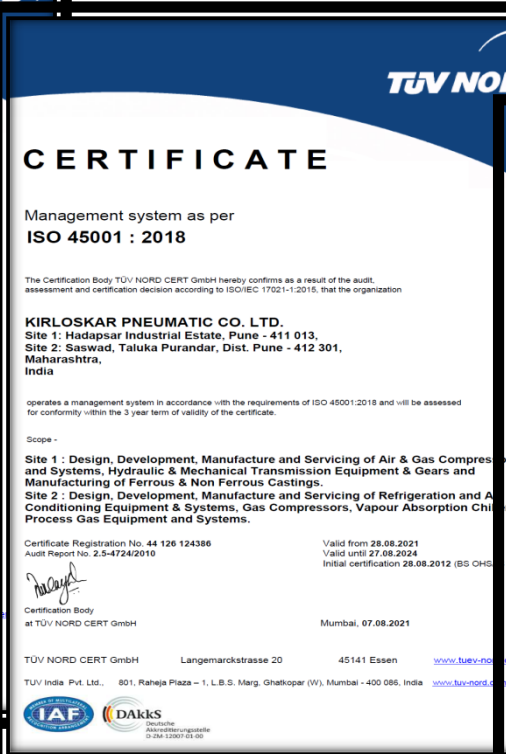 TÜV NOR
CERTIFICATE
Management system as per
ISO 45001 : 2018
The Certification Body TÜV NORD CERT GmbH hereby confirms as a result of the audit,
assessment and certification decision according to ISO/IEC 17021-1:2015, that the organization
KIRLOSKAR PNEUMATIC CO. LTD.
Site 1: Hadapsar Industrial Estate, Pune - 411 013,
Site 2: Saswad, Taluka Purandar, Dist. Pune - 412 301,
Maharashtra,
India
operates a management system in accordance with the requirements of ISO 45001:2018 and will be assessed
for conformity within the 3 year term of validity of the certificate.
Scope -
Site 1 : Design, Development, Manufacture and Servicing of Air & Gas Compres
and Systems, Hydraulic & Mechanical Transmission Equipment & Gears and
Manufacturing of Ferrous & Non Ferrous Castings.
Site 2 : Design, Development, Manufacture and Servicing of Refrigeration and A
Conditioning Equipment & Systems, Gas Compressors, Vapour Absorption Chi
Process Gas Equipment and Systems.
Certificate Registration No. 44 126 124386
Audit Report No. 2.5-4724/2010
Valid from 28.08.2021
Valid until 27.08.2024
Initial certification 28.08.2012 (BS OHS
Certification Body
at TÜV NORD CERT GmbH
Mumbai, 07.08.2021
TÜV NORD CERT GmbH Langemarckstrasse 20 45141 Essen www.tuev-no
TUV India Pvt. Ltd., 801, Raheja Plaza – 1, L.B.S. Marg, Ghatkopar (W), Mumbai - 400 086, India www.tuv-nord.c
IAF
DAkkS
Deutsche
Akkreditierungsstelle
D-ZM-12007-01-00